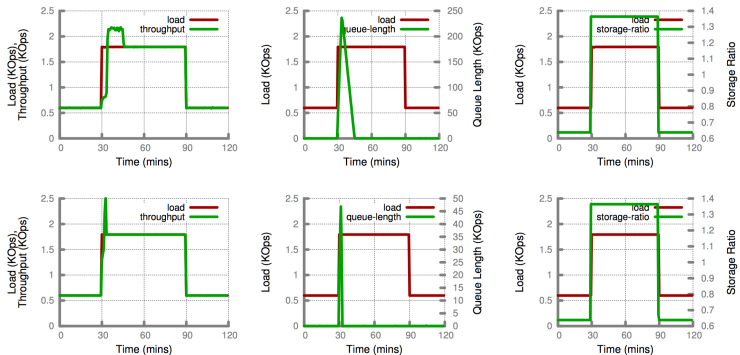 Load (KOps),
Throughput (KOps)
2.5
2
1.5
1
0.5
0
0 30 60 90 120
load
throughput
Time (mins)
Load (KOps)
2.5
2
1.5
1
0.5
0
0 30 60 90 120
load
queue-length
250
200
150
100
50
0
Queue Length (KOps)
Time (mins)
Load (KOps)
2.5
2
1.5
1
0.5
0
0 30 60 90 120
load
storage-ratio
1.4
1.3
1.2
1.1
1
0.9
0.8
0.7
0.6
Storage Ratio
Time (mins)
Load (KOps),
Throughput (KOps)
2.5
2
1.5
1
0.5
0
0 30 60 90 120
load
throughput
Time (mins)
Load (KOps)
2.5
2
1.5
1
0.5
0
0 30 60 90 120
load
queue-length
50
45
40
35
30
25
20
15
10
5
0
Queue Length (KOps)
Time (mins)
Load (KOps)
2.5
2
1.5
1
0.5
0
0 30 60 90 120
load
storage-ratio
1.4
1.3
1.2
1.1
1
0.9
0.8
0.7
0.6
Storage Ratio
Time (mins)